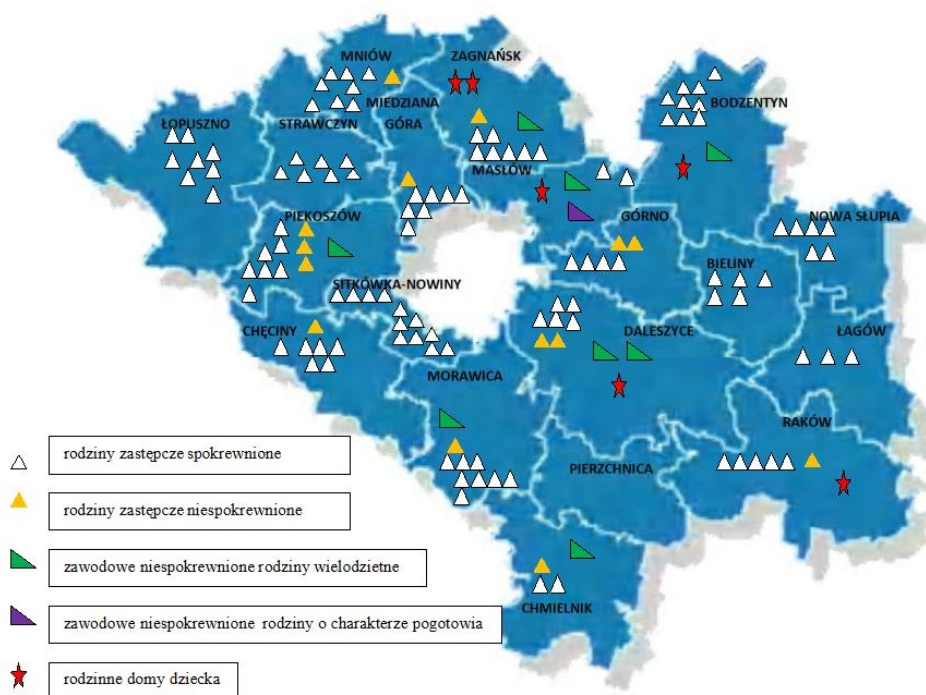 MNIÓW
ZAGNAŃSK
BODZENTYN
MIEDZIANA
GÓRA
ŁOPUSZNO
STRAWCZYN
MASŁÓW
PIEKOSZÓW
GÓRNO
NOWA SŁUPIA
BIELINY
SITKÓWKA-NOWINY
CHĘCINY
DALESZYCE
ŁAGÓW
MORAWICA
RAKÓW
PIERZCHNICA
CHMIELNIK
rodziny zastępcze spokrewnione
rodziny zastępcze niespokrewnione
zawodowe niespokrewnione rodziny wielodzietne
zawodowe niespokrewnione rodziny o charakterze pogotowia
rodzinne domy dziecka